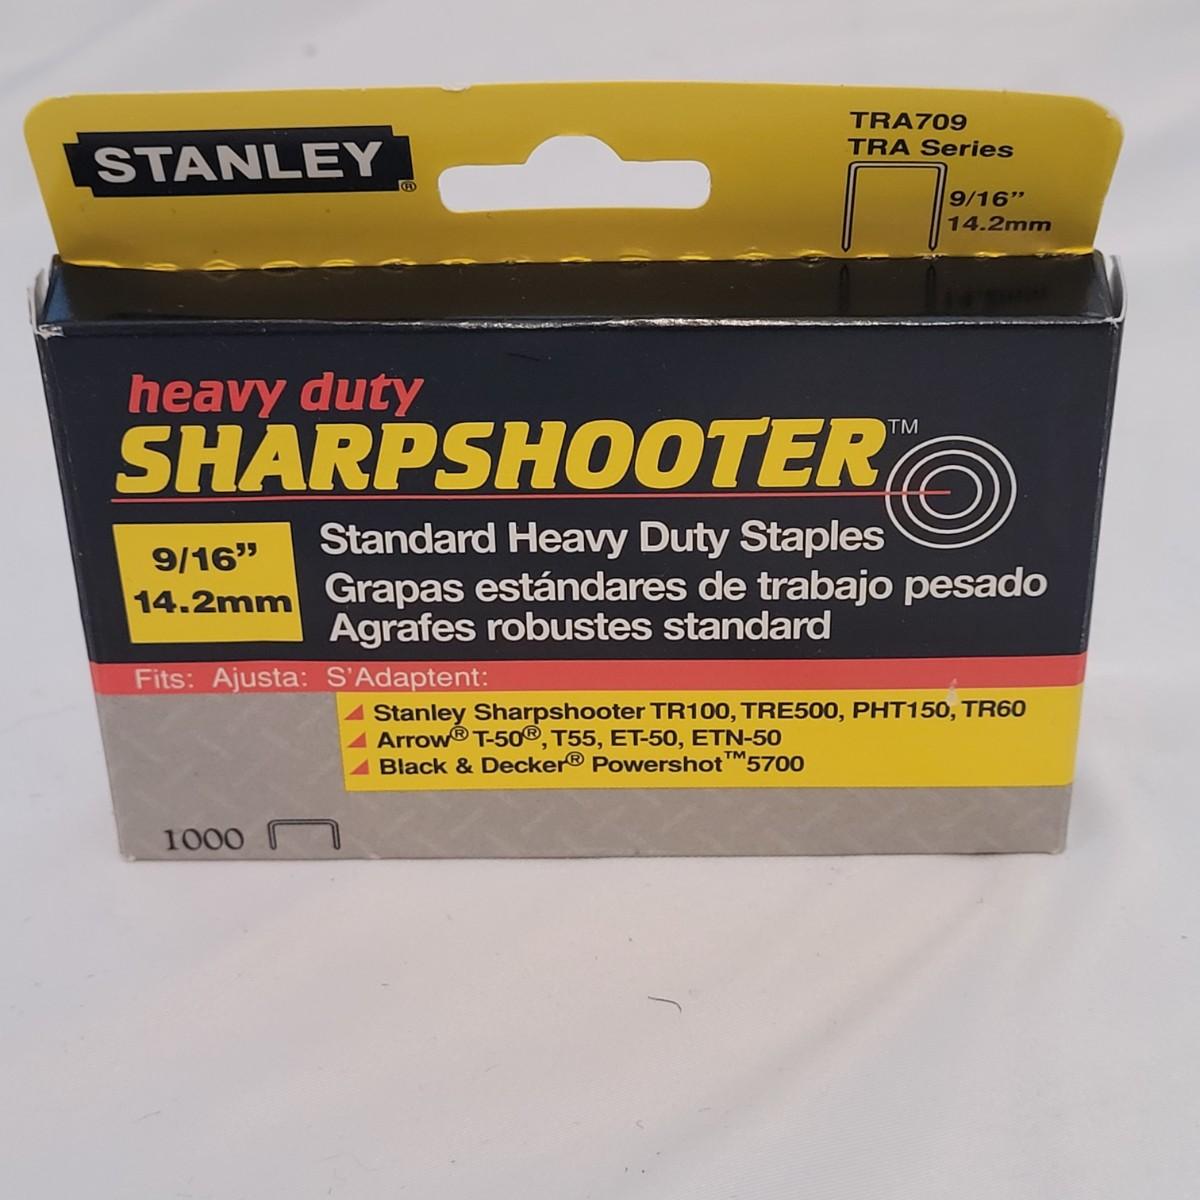 STANLEY®
TRA709
TRA Series
9/16”
14.2mm
heavy duty
SHARPSHOOTER™
9/16”
14.2mm
Standard Heavy Duty Staples
Grapas estándares de trabajo pesado
Agrafes robustes standard
Fits: Ajusta: S’Adaptent:
Stanley Sharpshooter TR100, TRE500, PHT150, TR60
Arrow® T-50®, T55, ET-50, ETN-50
Black & Decker® Powershot™5700
1000